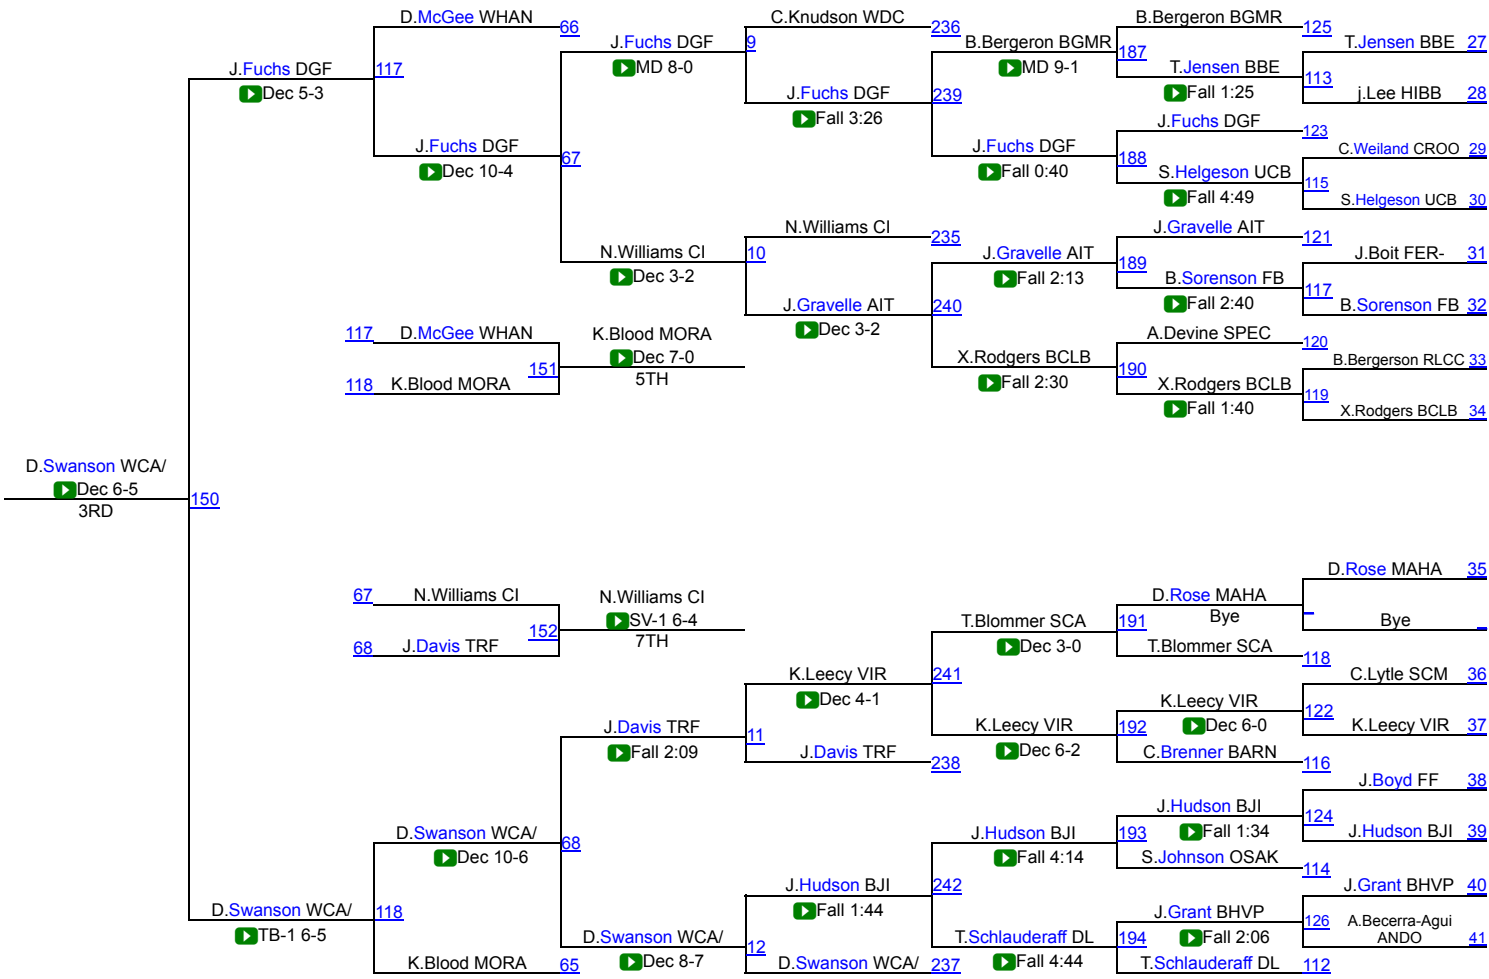 D.McGee WHAN
66
C.Knudson WDC
236
B.Bergeron BGMR
125
J.Fuchs DGF
9
B.Bergeron BGMR
187
T.Jensen BBE 27
MD 8-0
MD 9-1
J.Fuchs DGF
117
T.Jensen BBE
113
Dec 5-3
J.Fuchs DGF
239
Fall 1:25
j.Lee HIBB 28
Fall 3:26
J.Fuchs DGF
123
J.Fuchs DGF
67
J.Fuchs DGF
188
C.Weiland CROO 29
Dec 10-4
Fall 0:40
S.Helgeson UCB
115
Fall 4:49
S.Helgeson UCB 30
N.Williams CI
235
J.Gravelle AIT
121
N.Williams CI
10
J.Gravelle AIT
189
J.Boit FER- 31
Dec 3-2
Fall 2:13
B.Sorenson FB
117
J.Gravelle AIT
240
Fall 2:40
B.Sorenson FB 32
Dec 3-2
117 D.McGee WHAN
K.Blood MORA
A.Devine SPEC
120
151
Dec 7-0
X.Rodgers BCLB
190
B.Bergerson RLCC 33
118 K.Blood MORA
5TH
Fall 2:30
X.Rodgers BCLB
119
Fall 1:40
X.Rodgers BCLB 34
D.Swanson WCA/
Dec 6-5
150
3RD
D.Rose MAHA 35
67 N.Williams CI
N.Williams CI
D.Rose MAHA
152
SV-1 6-4
T.Blommer SCA
191
Bye
Bye
68 J.Davis TRF
7TH
Dec 3-0
T.Blommer SCA
118
K.Leecy VIR
241
C.Lytle SCM 36
Dec 4-1
K.Leecy VIR
122
J.Davis TRF
11
K.Leecy VIR
192
Dec 6-0
K.Leecy VIR 37
Fall 2:09
J.Davis TRF
238
Dec 6-2
C.Brenner BARN
116
J.Boyd FF 38
J.Hudson BJI
124
D.Swanson WCA/
68
J.Hudson BJI
193
Fall 1:34
J.Hudson BJI 39
Dec 10-6
Fall 4:14
S.Johnson OSAK
114
J.Hudson BJI
242
J.Grant BHVP 40
D.Swanson WCA/
118
Fall 1:44
J.Grant BHVP
126
A.Becerra-Agui
TB-1 6-5
D.Swanson WCA/
12
T.Schlauderaff DL
194
Fall 2:06
ANDO 41
K.Blood MORA
65
Dec 8-7
D.Swanson WCA/
237
Fall 4:44
T.Schlauderaff DL
112